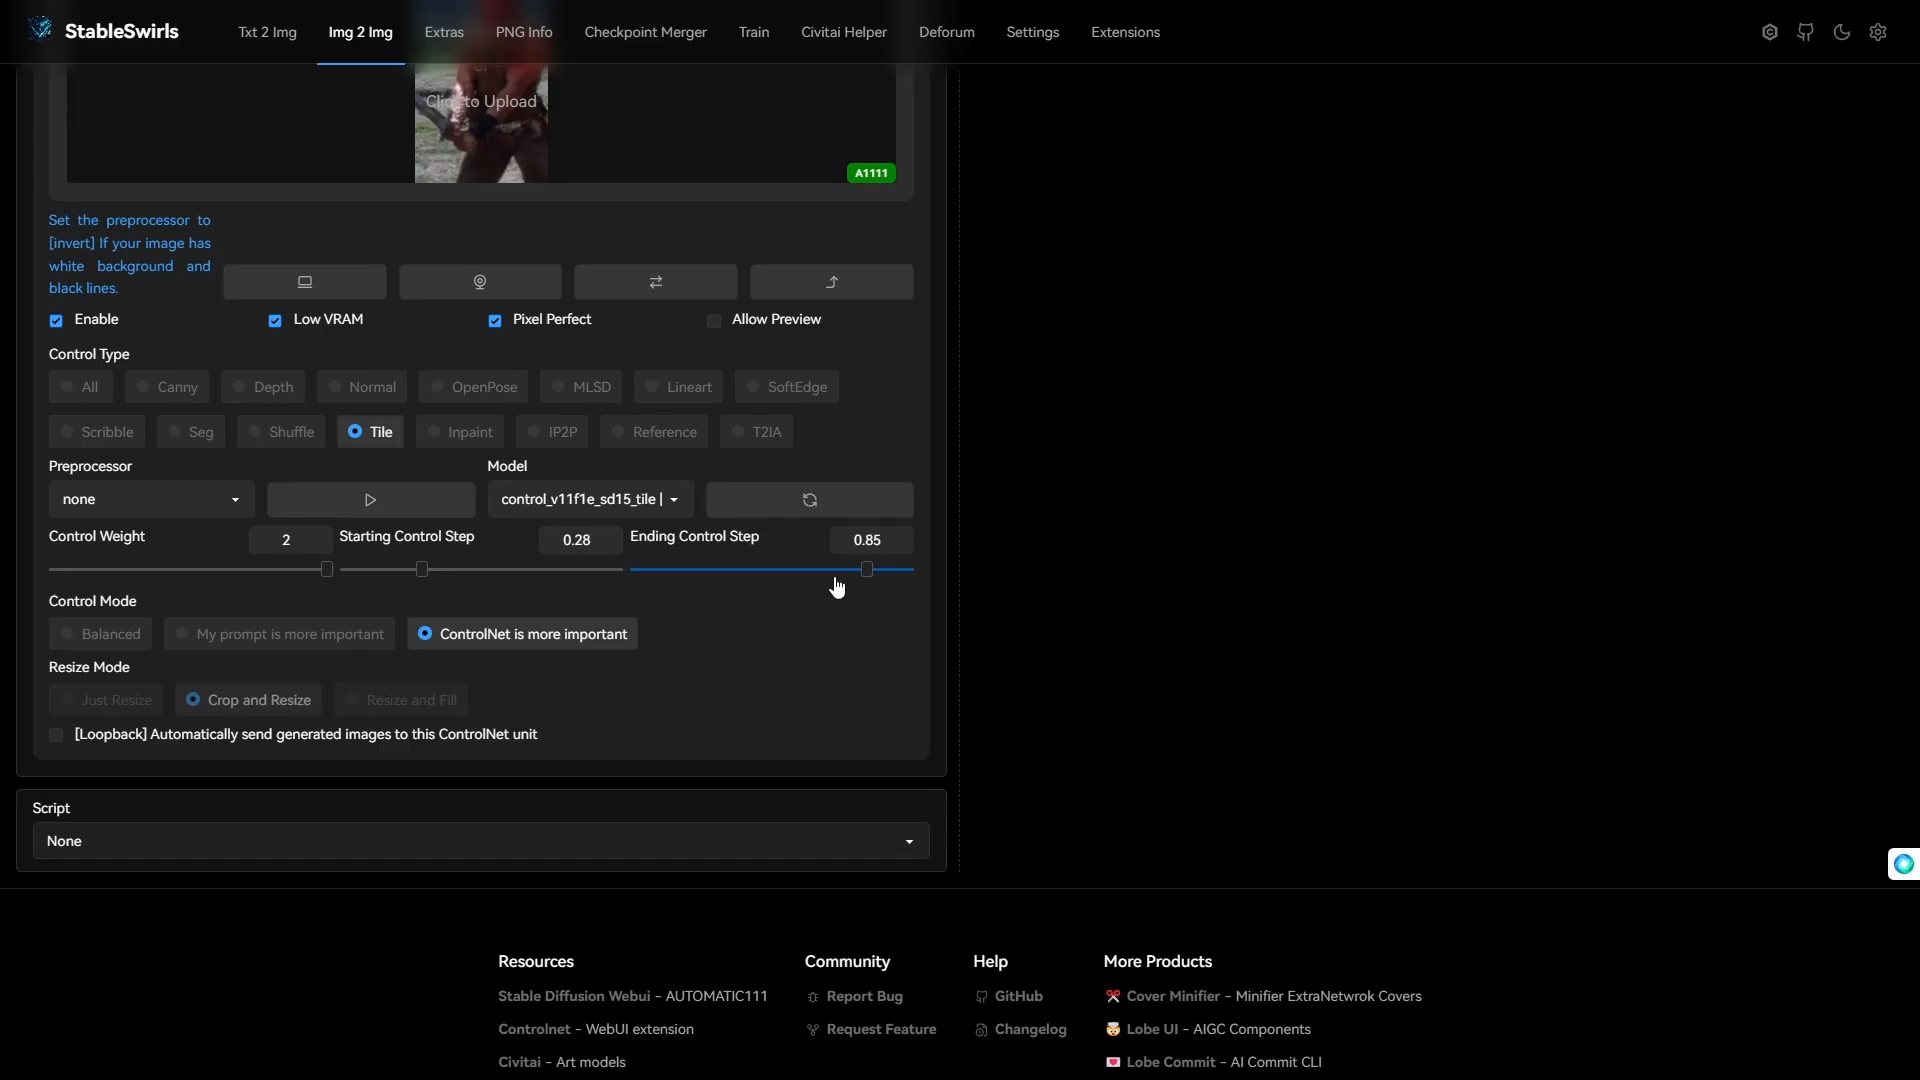 StableSwirls
Txt 2 Img
Img 2 Img
Extras
PNG Info
Checkpoint Merger
Train
Civitai Helper
Deforum
Settings
Extensions
Click to Upload
A1111
Set the preprocessor to
[invert] If your image has
white background and
black lines.
Enable
Low VRAM
Pixel Perfect
Allow Preview
Control Type
All
Canny
Depth
Normal
OpenPose
MLSD
Lineart
SoftEdge
Scribble
Seg
Shuffle
Tile
Inpaint
IP2P
Reference
T2IA
Preprocessor
Model
none
control_v11f1e_sd15_tile [
Control Weight
2
Starting Control Step
0.28
Ending Control Step
0.85
Control Mode
Balanced
My prompt is more important
ControlNet is more important
Resize Mode
Just Resize
Crop and Resize
Resize and Fill
[Loopback] Automatically send generated images to this ControlNet unit
Script
None
Resources
Community
Help
More Products
Stable Diffusion Webui - AUTOMATIC111
Report Bug
GitHub
Cover Minifier - Minifier ExtraNetwrok Covers
Controlnet - WebUI extension
Request Feature
Changelog
Lobe UI - AIGC Components
Civitai - Art models
Lobe Commit - AI Commit CLI